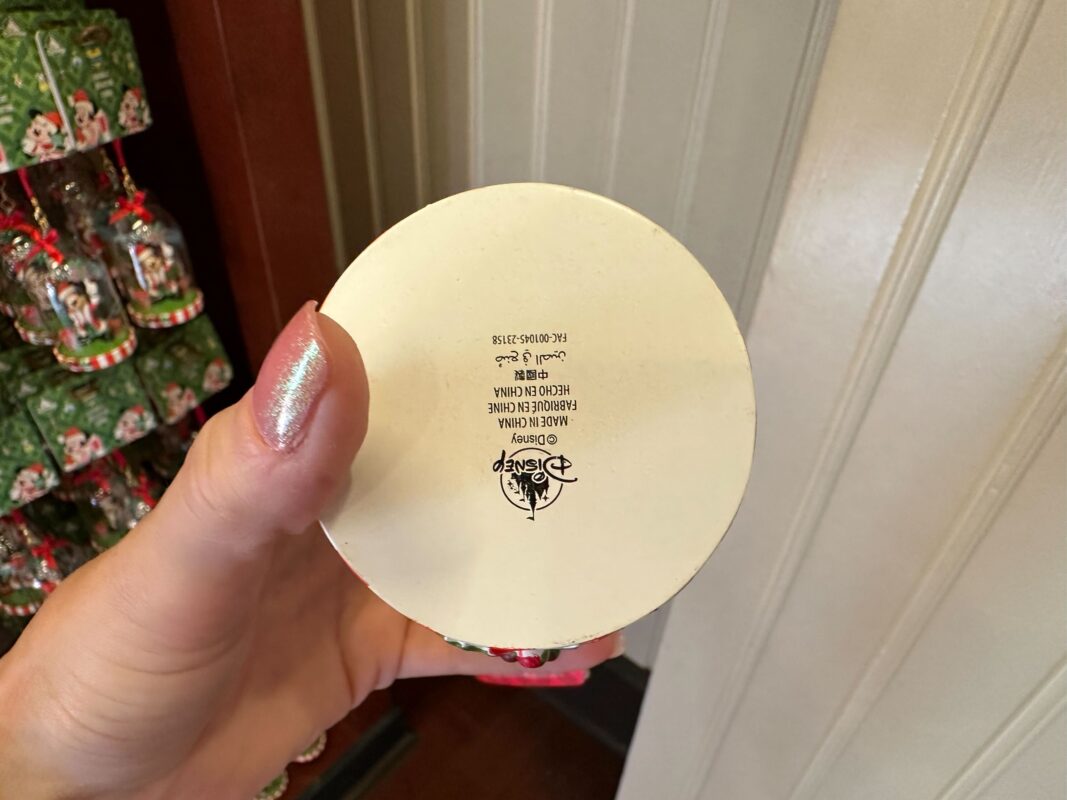 Disney
©Disney
MADE IN CHINA
FABRIQUÉ EN CHINE
HECHO EN CHINA
中國製
صُنع في الصين
FAC-001045-23158